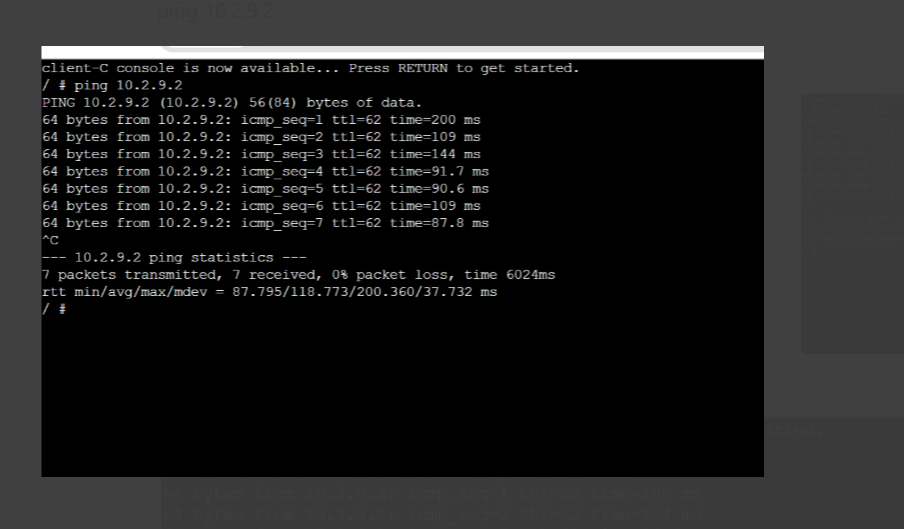 ping 10.2.9.2
client-C console is now available... Press RETURN to get started.
/ # ping 10.2.9.2
PING 10.2.9.2 (10.2.9.2) 56(84) bytes of data.
64 bytes from 10.2.9.2: icmp_seq=1 ttl=62 time=200 ms
64 bytes from 10.2.9.2: icmp_seq=2 ttl=62 time=109 ms
64 bytes from 10.2.9.2: icmp_seq=3 ttl=62 time=144 ms
64 bytes from 10.2.9.2: icmp_seq=4 ttl=62 time=91.7 ms
64 bytes from 10.2.9.2: icmp_seq=5 ttl=62 time=90.6 ms
64 bytes from 10.2.9.2: icmp_seq=6 ttl=62 time=109 ms
64 bytes from 10.2.9.2: icmp_seq=7 ttl=62 time=87.8 ms
^C
--- 10.2.9.2 ping statistics ---
7 packets transmitted, 7 received, 0% packet loss, time 6024ms
rtt min/avg/max/mdev = 87.795/118.773/200.360/37.732 ms
/ #